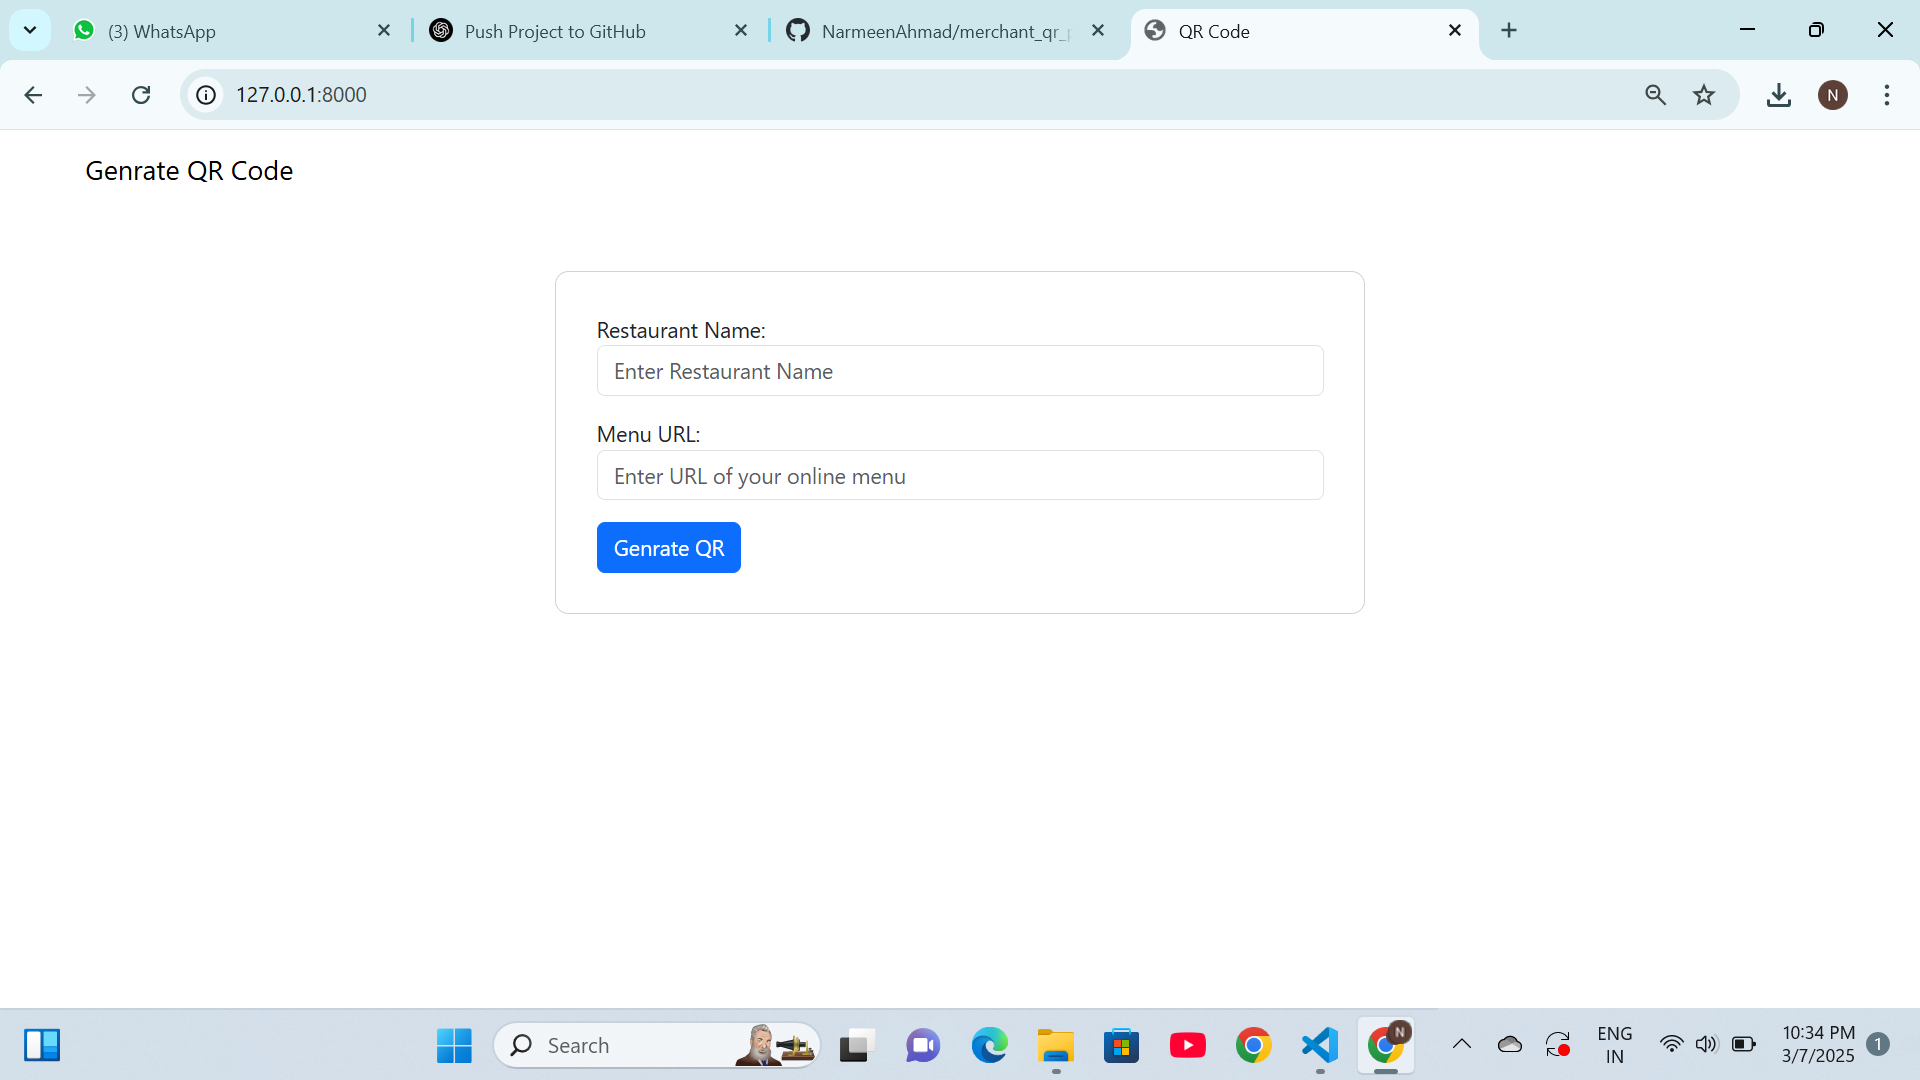 (3) WhatsApp
Push Project to GitHub
NarmeenAhmad/merchant_qr_
QR Code
127.0.0.1:8000
N
Genrate QR Code
Restaurant Name:
Enter Restaurant Name
Menu URL:
Enter URL of your online menu
Genrate QR
Search
N
ENG
IN
10:34 PM
3/7/2025
1